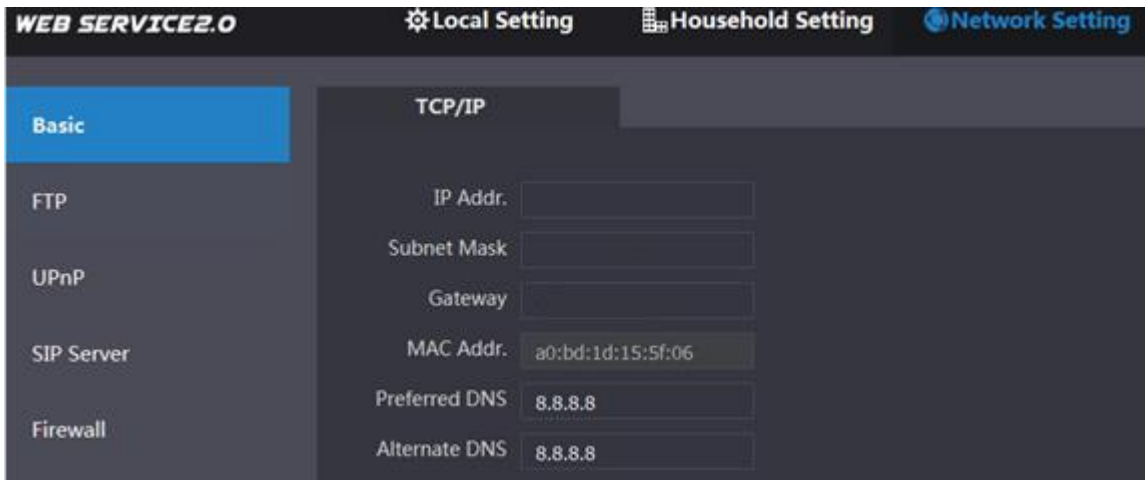 WEB SERVICE2.0
Local Setting
Household Setting
Network Setting
Basic
FTP
UPnP
SIP Server
Firewall
TCP/IP
IP Addr.
Subnet Mask
Gateway
MAC Addr. a0:bd:1d:15:5f:06
Preferred DNS 8.8.8.8
Alternate DNS 8.8.8.8